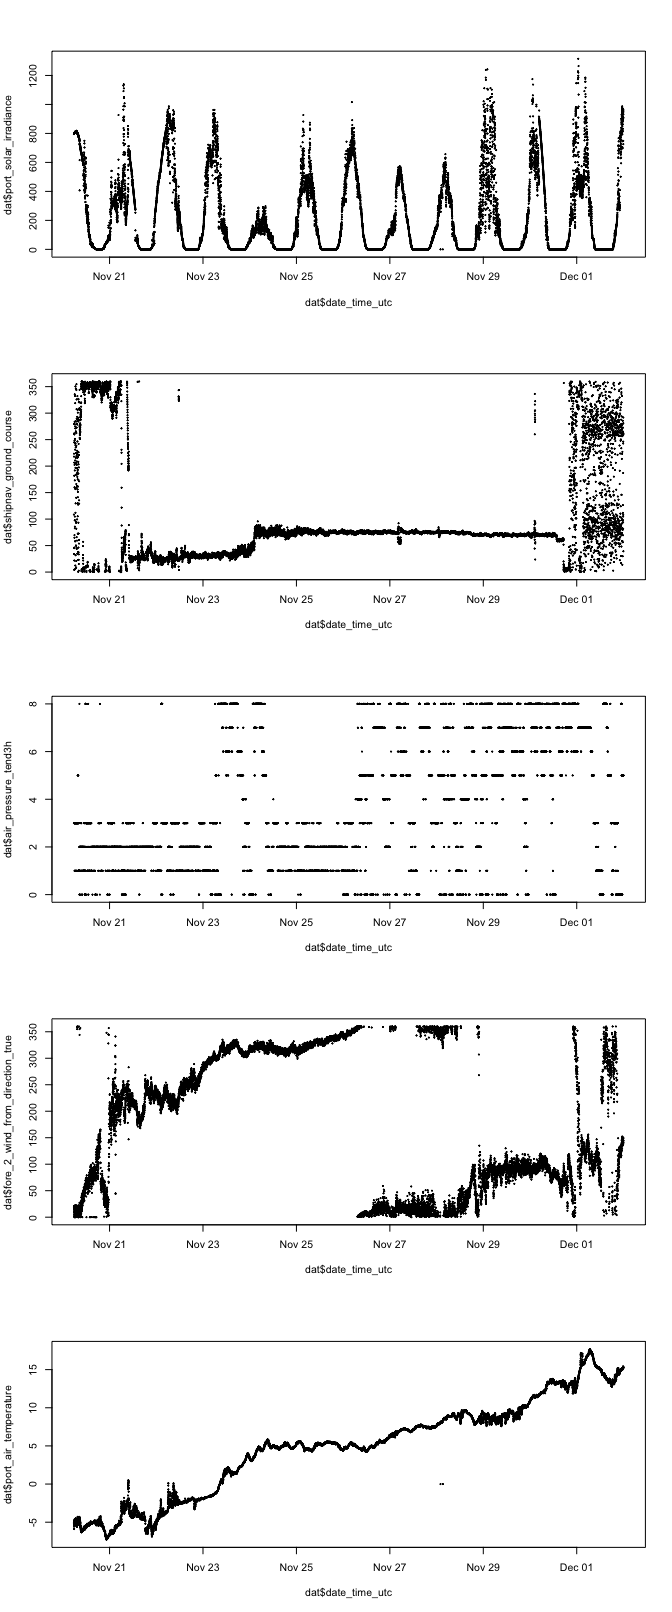 dat$port_solar_irradiance
1200
800
600
400
200
0
Nov 21 Nov 23 Nov 25 Nov 27 Nov 29 Dec 01
dat$date_time_utc
dat$shipnav_ground_course
350
300
250
200
150
100
50
0
Nov 21 Nov 23 Nov 25 Nov 27 Nov 29 Dec 01
dat$date_time_utc
dat$air_pressure_tend3h
8
6
4
2
0
Nov 21 Nov 23 Nov 25 Nov 27 Nov 29 Dec 01
dat$date_time_utc
dat$fore_2_wind_from_direction_true
350
300
250
200
150
100
50
0
Nov 21 Nov 23 Nov 25 Nov 27 Nov 29 Dec 01
dat$date_time_utc
dat$port_air_temperature
15
10
5
0
-5
Nov 21 Nov 23 Nov 25 Nov 27 Nov 29 Dec 01
dat$date_time_utc